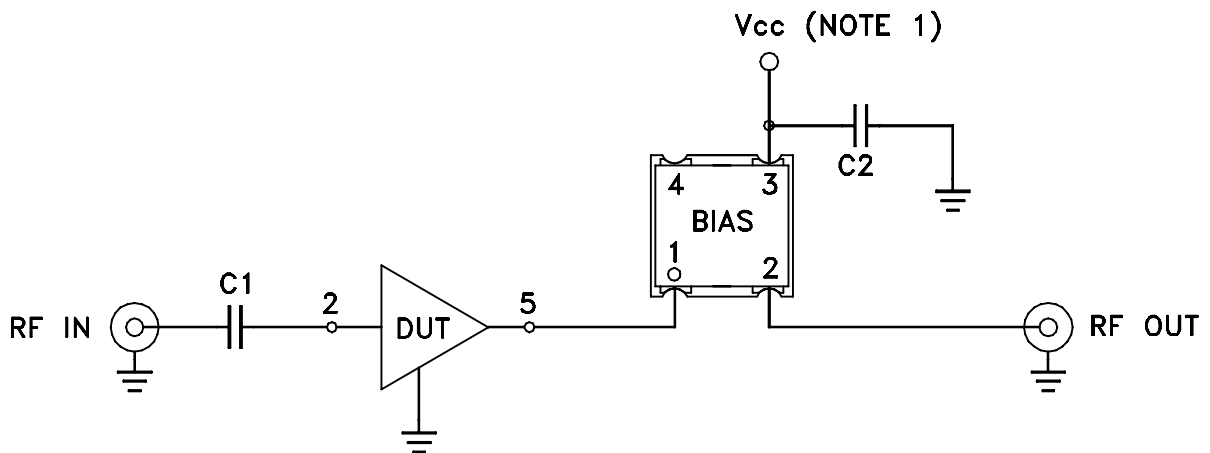 Vcc (NOTE 1)
C2
4 3
BIAS
1 2
C1
2
5
RF IN
DUT
RF OUT